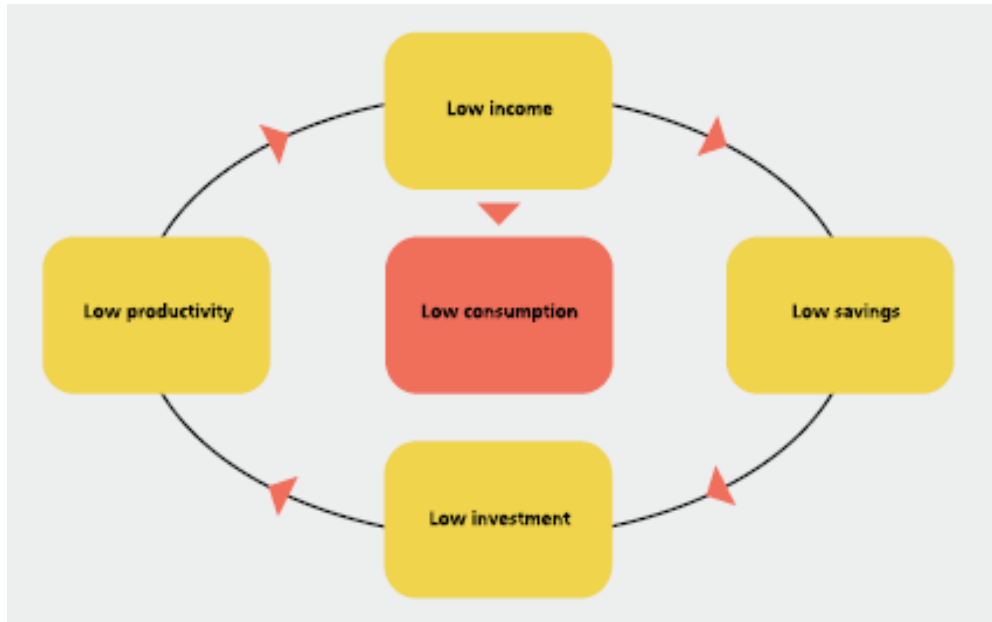 Low income
Low productivity
Low consumption
Low savings
Low investment